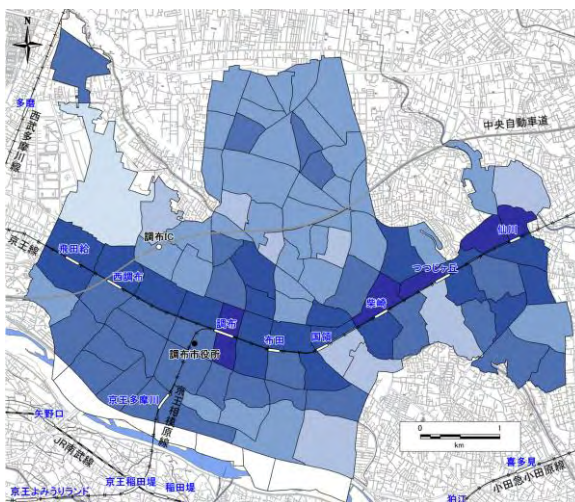 N
多磨
西武多摩川線
中央自動車道
調布IC
仙川
京王線
飛田給
つつじヶ丘
西調布
柴崎
調布
国領
布田
調布市役所
京王多摩川
京王相模原線
矢野口
0
1
km
JR南武線
喜多見
京王稲田堤
稲田堤
小田急小田原線
京王よみうりランド
狛江